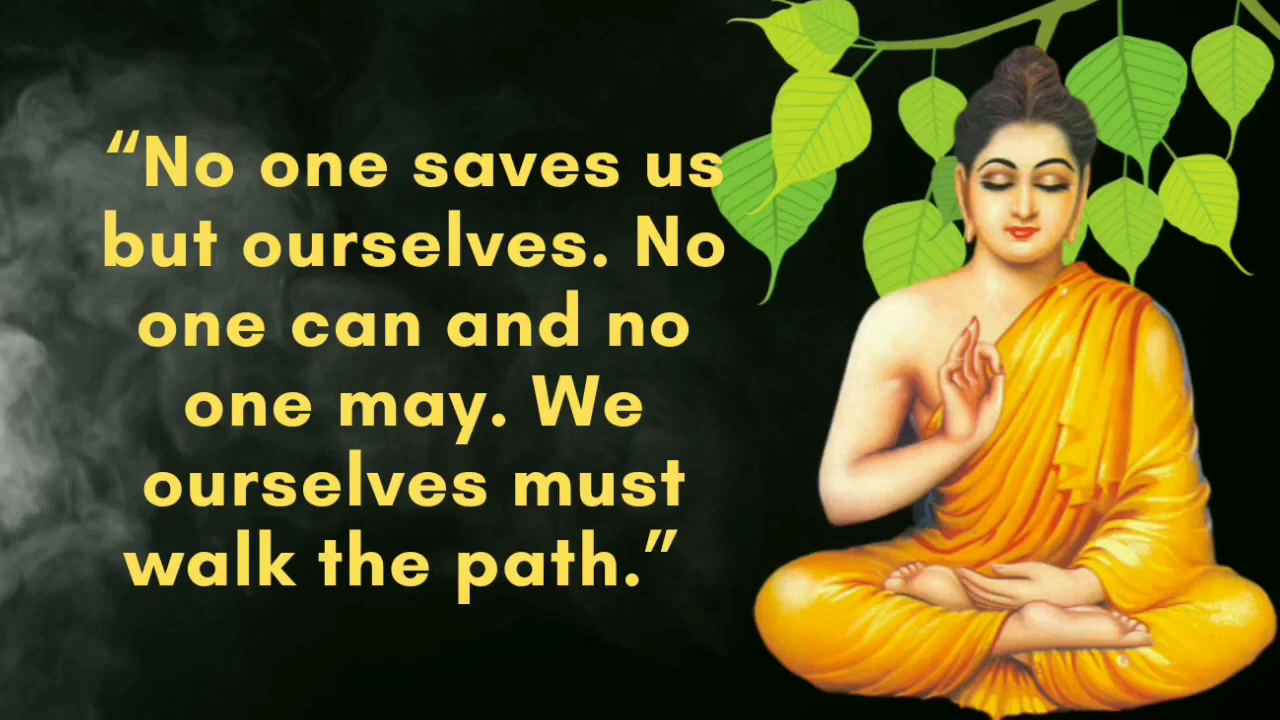 “No one saves us
but ourselves. No
one can and no
one may. We
ourselves must
walk the path.”